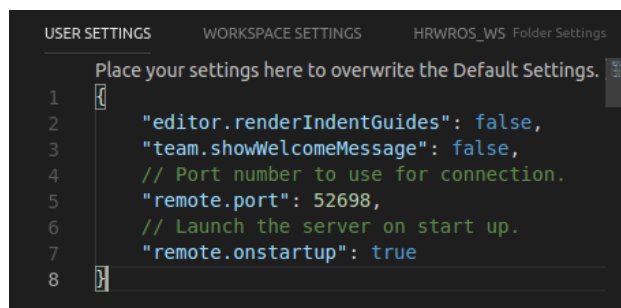 USER SETTINGS WORKSPACE SETTINGS HRWROS_WS Folder Settings
Place your settings here to overwrite the Default Settings.
1 {
2 "editor.renderIndentGuides": false,
3 "team.showWelcomeMessage": false,
4 // Port number to use for connection.
5 "remote.port": 52698,
6 // Launch the server on start up.
7 "remote.onstartup": true
8 }